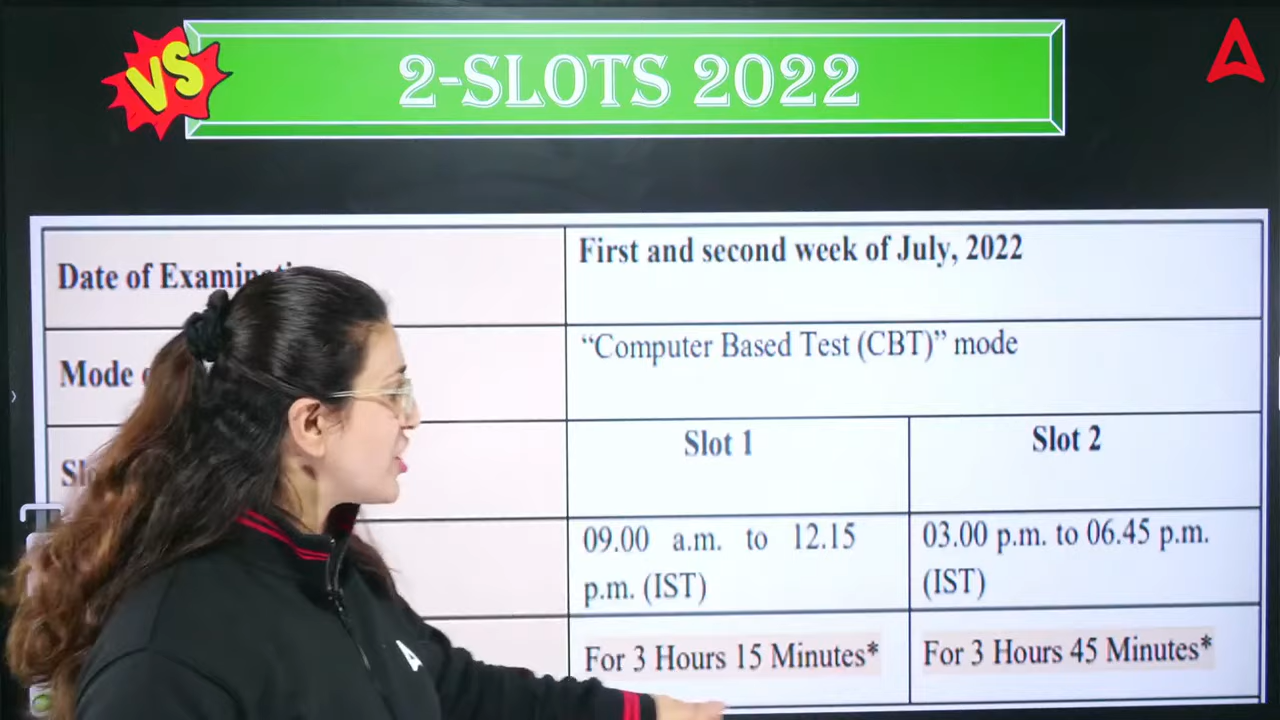 VS
2-SLOTS 2022
Date of
First and second week of July, 2022
Mode
“Computer Based Test (CBT)” mode
Slot 1
Slot 2
09.00 a.m. to 12.15
p.m. (IST)
03.00 p.m. to 06.45 p.m.
(IST)
For 3 Hours 15 Minutes*
For 3 Hours 45 Minutes*